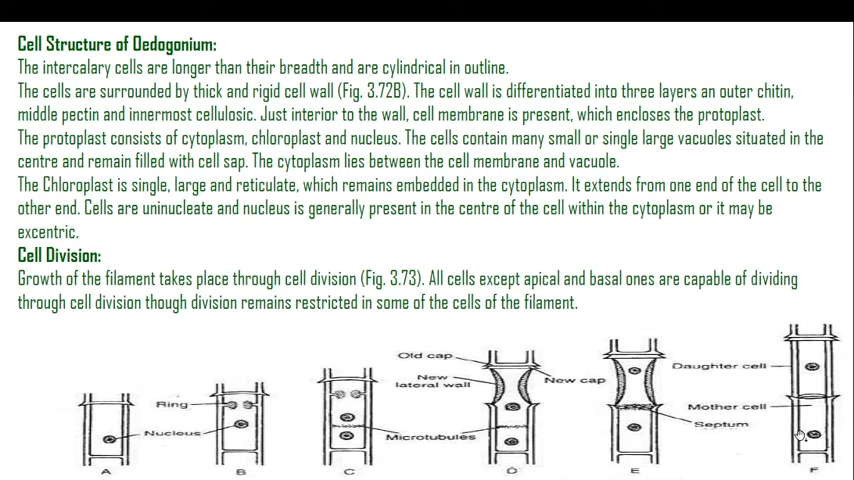 Cell Structure of Oedogonium:
The intercalary cells are longer than their breadth and are cylindrical in outline.
The cells are surrounded by thick and rigid cell wall (Fig. 3.72B). The cell wall is differentiated into three layers an outer chitin,
middle pectin and innermost cellulosic. Just interior to the wall, cell membrane is present, which encloses the protoplast.
The protoplast consists of cytoplasm, chloroplast and nucleus. The cells contain many small or single large vacuoles situated in the
centre and remain filled with cell sap. The cytoplasm lies between the cell membrane and vacuole.
The Chloroplast is single, large and reticulate, which remains embedded in the cytoplasm. It extends from one end of the cell to the
other end. Cells are uninucleate and nucleus is generally present in the centre of the cell within the cytoplasm or it may be
excentric.
Cell Division:
Growth of the filament takes place through cell division (Fig. 3.73). All cells except apical and basal ones are capable of dividing
through cell division though division remains restricted in some of the cells of the filament.
Old cap
New
lateral wall
New cap
Daughter cell
Ring
Mother cell
Nucleus
Microtubules
Septum
A
B
C
D
E
F